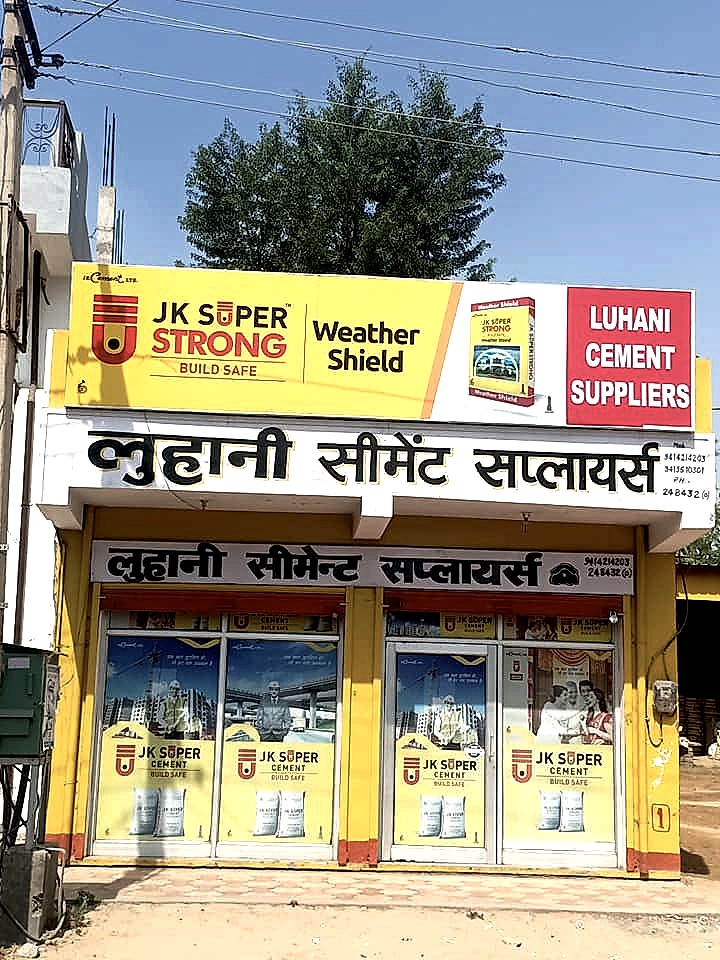 J.K.Cement LTD.
JK SUPER
STRONG
BUILD SAFE
Weather
Shield
JK SUPER
STRONG
Weather Shield
LUHANI
CEMENT
SUPPLIERS
लुहानी सीमेंट सप्लायर्स
9414214203
PH.-
248432 (O)
लुहानी सीमेन्ट सप्लायर्स
9414214203
248432 (O)
JK SUPER
CEMENT
BUILD SAFE
JK SUPER
CEMENT
BUILD SAFE
JK SUPER
CEMENT
BUILD SAFE
JK SUPER
CEMENT
BUILD SAFE
1